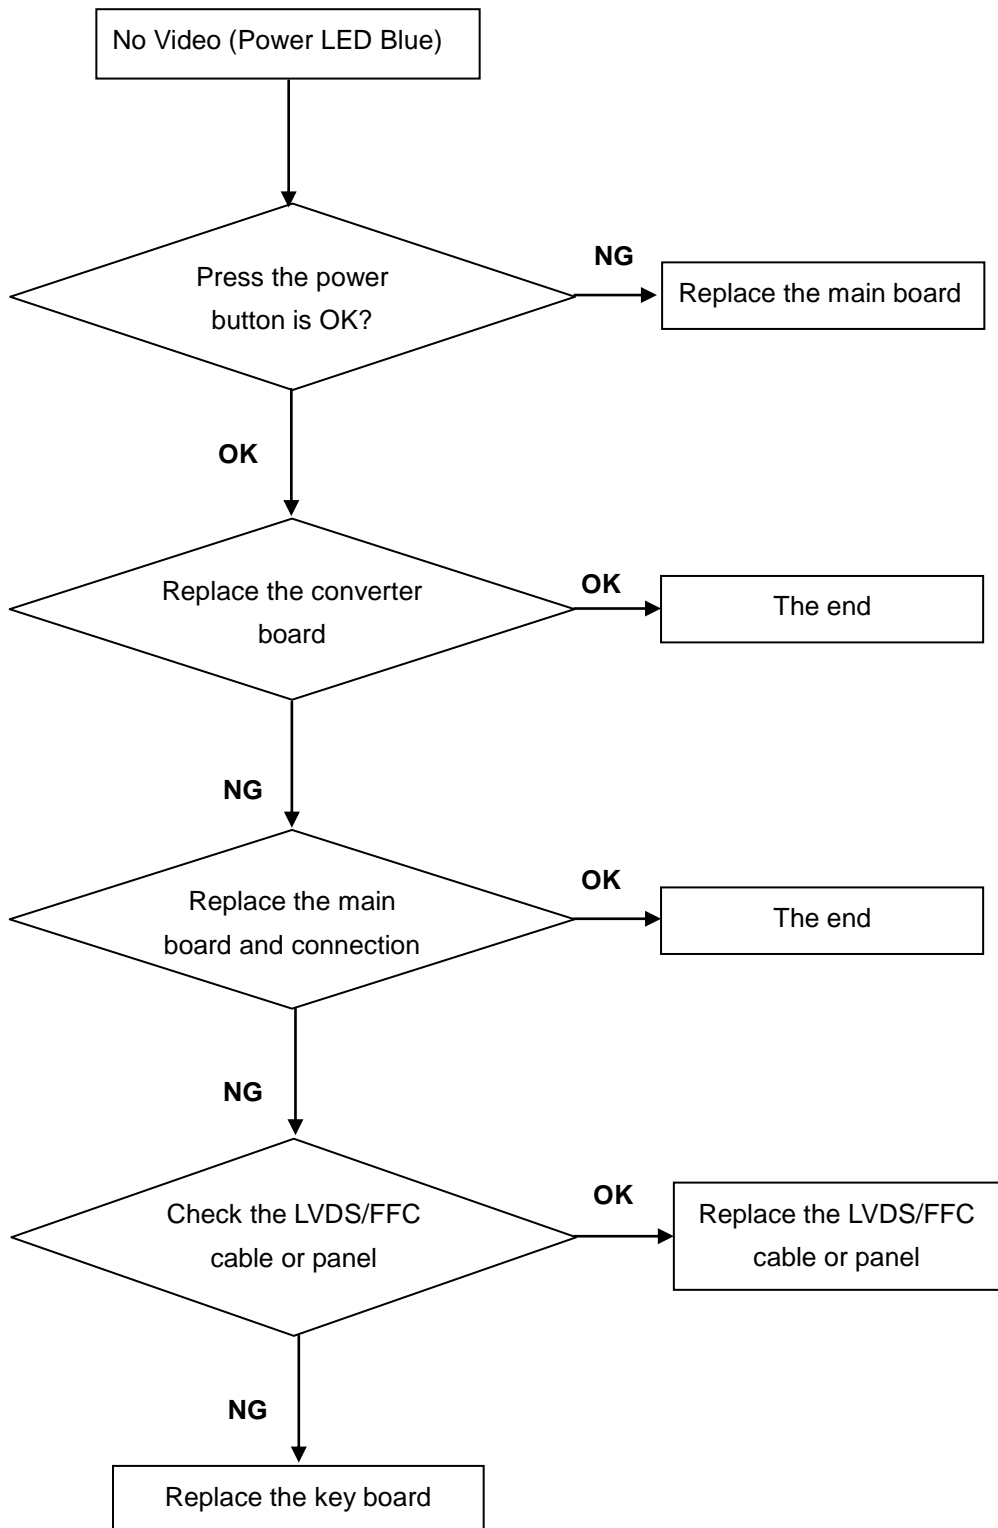 No Video (Power LED Blue)
Press the power
button is OK?
NG
Replace the main board
OK
Replace the converter
board
OK
The end
NG
Replace the main
board and connection
OK
The end
NG
Check the LVDS/FFC
cable or panel
OK
Replace the LVDS/FFC
cable or panel
NG
Replace the key board